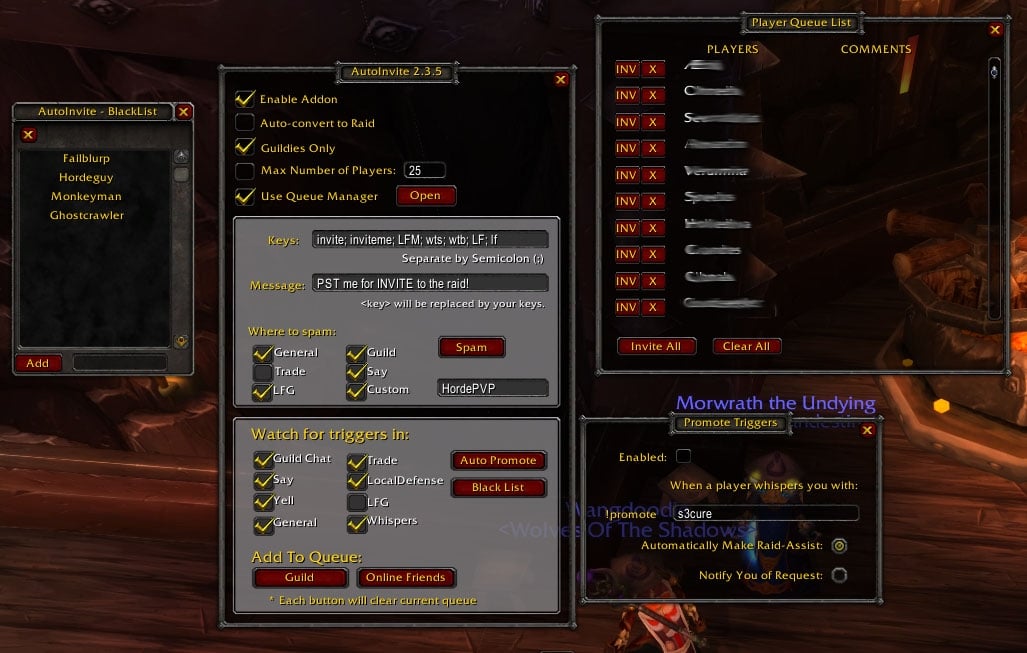 AutoInvite - BlackList
Failblurp
Hordeguy
Monkeyman
Ghostcrawler
Add
AutoInvite 2.3.5
Enable Addon
Auto-convert to Raid
Guildies Only
Max Number of Players: 25
Use Queue Manager Open
Keys: invite; inviteme; LFM; wts; wtb; LF; lf
Separate by Semicolon (;)
Message: PST me for INVITE to the raid!
<key> will be replaced by your keys.
Where to spam:
General Guild Spam
Trade Say
LFG Custom HordePVP
Watch for triggers in:
Guild Chat Trade Auto Promote
Say LocalDefense Black List
Yell LFG
General Whispers
Add To Queue:
Guild Online Friends
* Each button will clear current queue
Player Queue List
PLAYERS COMMENTS
INV X
INV X
INV X
INV X
INV X
INV X
INV X
INV X
INV X
INV X
Invite All Clear All
Morwrath the Undying
Promote Triggers
Enabled:
When a player whispers you with:
!promote s3cure
<Wolves Of The Shadows>
Automatically Make Raid-Assist:
Notify You of Request: